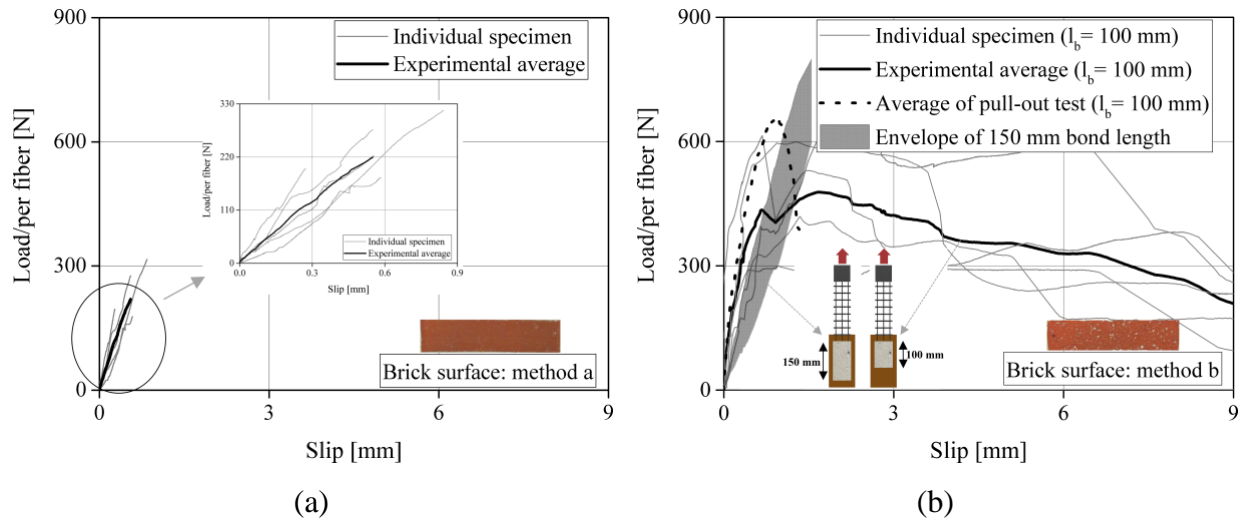 900
600
300
0
0
3
6
9
Load/per fiber [N]
Slip [mm]
Individual specimen
Experimental average
330
220
110
0
0.0
0.3
0.6
0.9
Load/per fiber [N]
Slip [mm]
Individual specimen
Experimental average
Brick surface: method a
(a)
900
600
300
0
0
3
6
9
Load/per fiber [N]
Slip [mm]
Individual specimen (l_b= 100 mm)
Experimental average (l_b= 100 mm)
Average of pull-out test (l_b= 100 mm)
Envelope of 150 mm bond length
150 mm
100 mm
Brick surface: method b
(b)